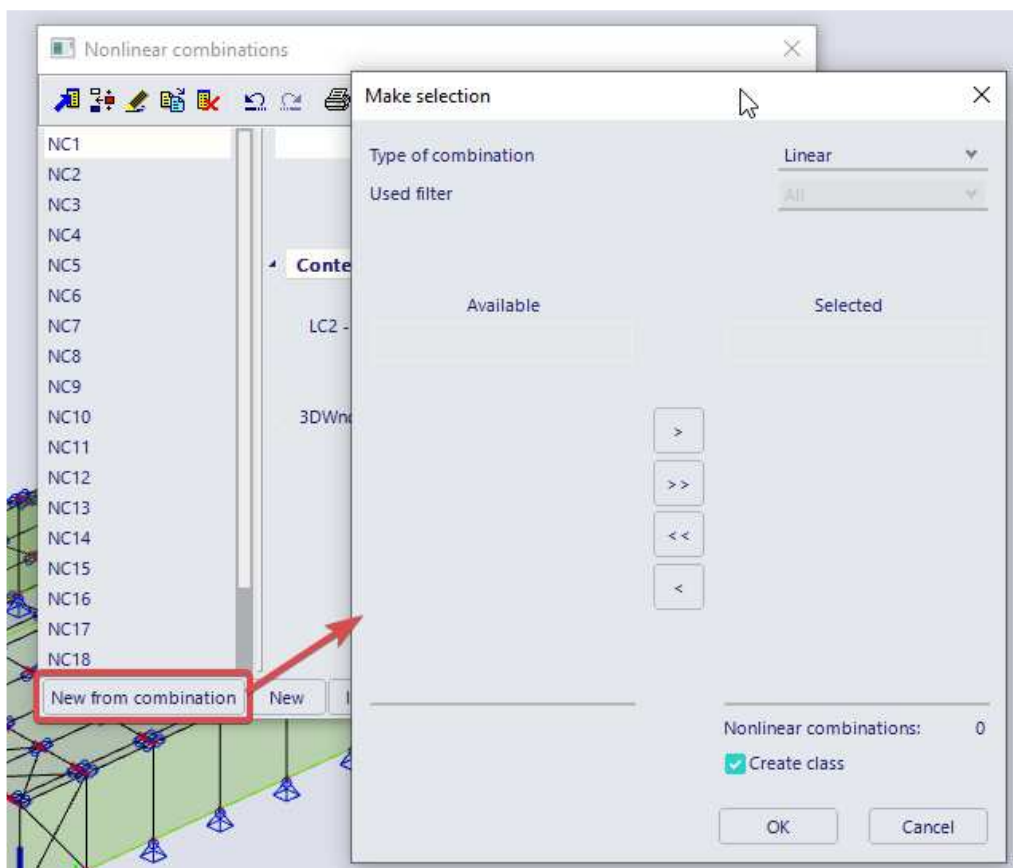 Nonlinear combinations
Make selection
NC1
NC2
NC3
NC4
NC5
NC6
NC7
NC8
NC9
NC10
NC11
NC12
NC13
NC14
NC15
NC16
NC17
NC18
Conte
LC2 -
3DWn
New from combination
New
Type of combination
Linear
Used filter
All
Available
Selected
>
>>
<<
<
Nonlinear combinations: 0
Create class
OK
Cancel